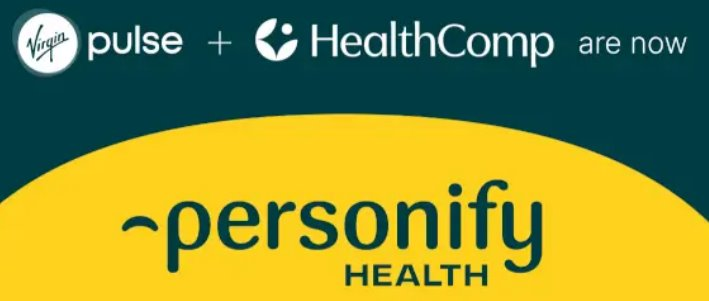 Virgin pulse + HealthComp are now
personify
HEALTH